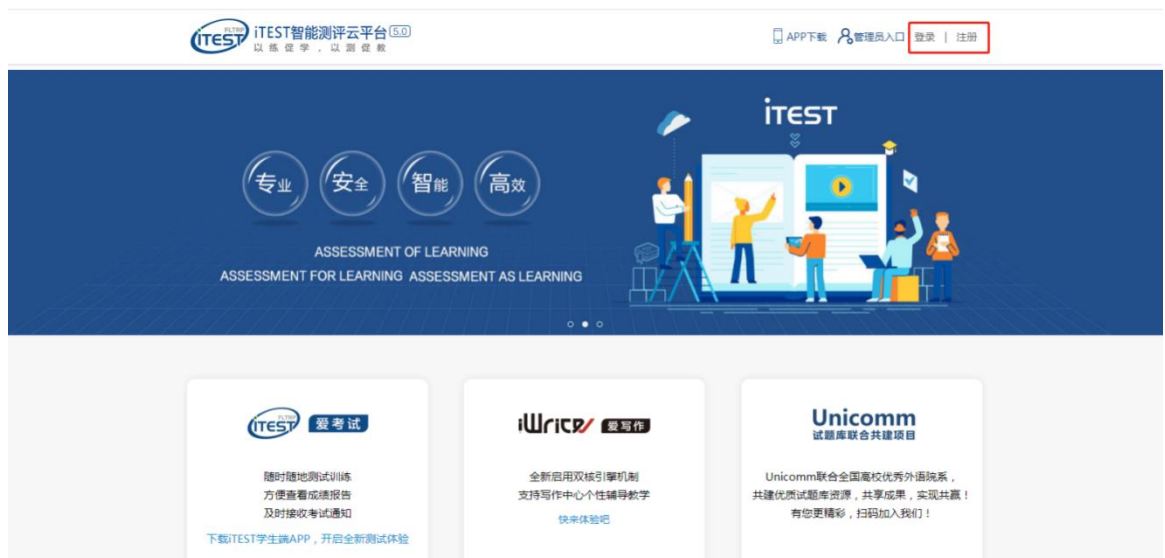 FLTRP
iTEST
iTEST智能测评云平台 5.0
以练促学，以测促教
APP下载 管理员入口 登录 | 注册
iTEST
专业 安全 智能 高效
ASSESSMENT OF LEARNING
ASSESSMENT FOR LEARNING ASSESSMENT AS LEARNING
FLTRP
iTEST 爱考试
随时随地测试训练
方便查看成绩报告
及时接收考试通知
下载iTEST学生端APP，开启全新测试体验
iWrite 爱写作
全新启用双核引擎机制
支持写作中心个性辅导教学
快来体验吧
Unicomm
试题库联合共建项目
Unicomm联合全国高校优秀外语院系，
共建优质试题库资源，共享成果，实现共赢！
有您更精彩，扫码加入我们！